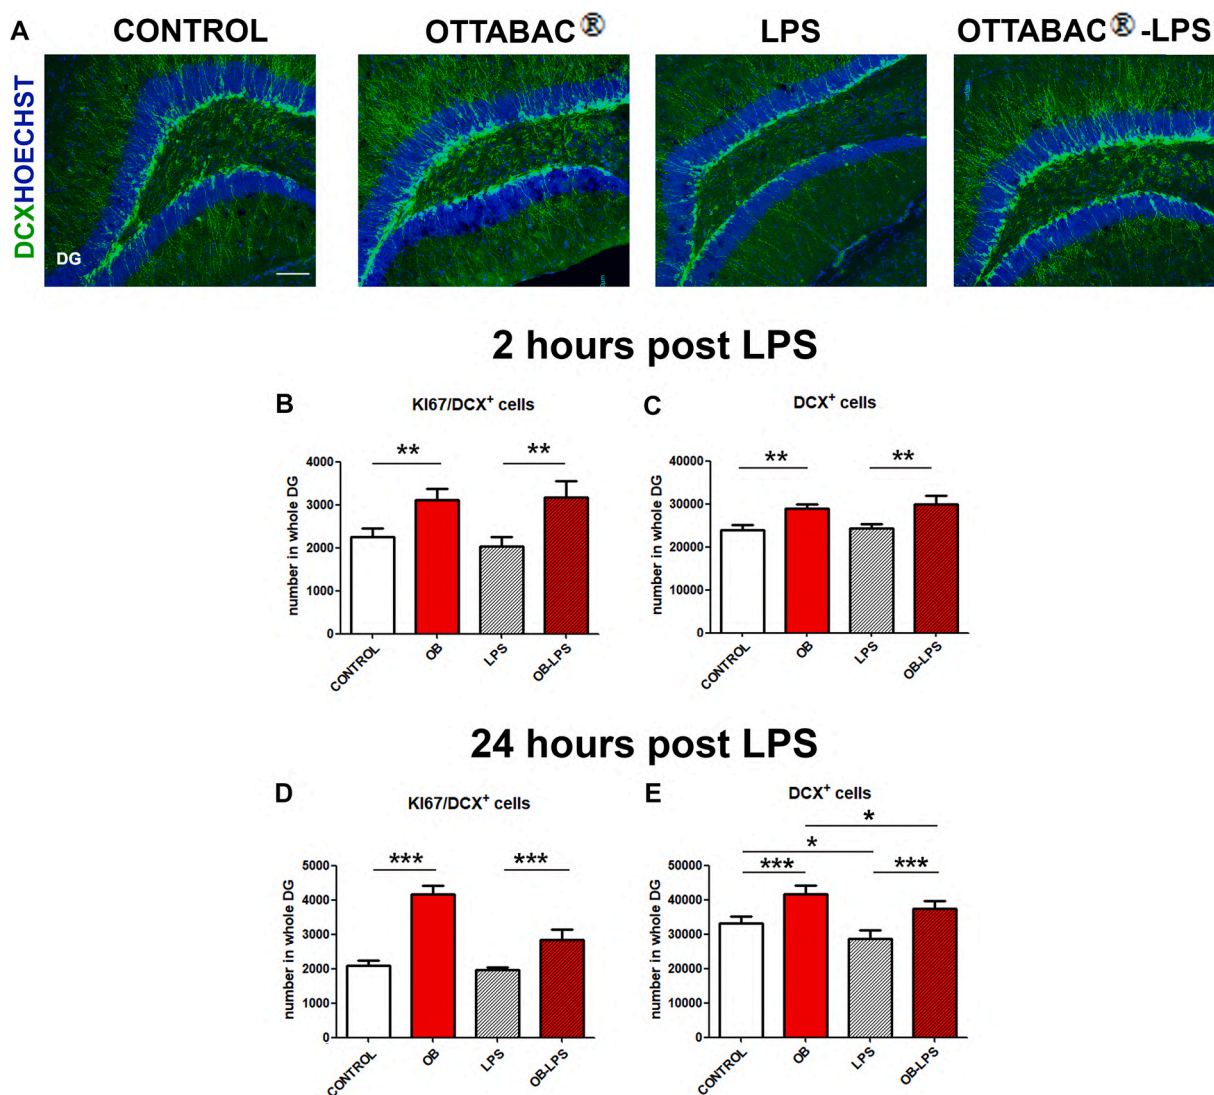 A CONTROL OTTABAC® LPS OTTABAC®-LPS
DCXHOECHST
DG
2 hours post LPS
B KI67/DCX⁺ cells
number in whole DG
4000
3000
2000
1000
0
CONTROL OB LPS OB-LPS
** **
C DCX⁺ cells
number in whole DG
40000
30000
20000
10000
0
CONTROL OB LPS OB-LPS
** **
24 hours post LPS
D KI67/DCX⁺ cells
number in whole DG
5000
4000
3000
2000
1000
0
CONTROL OB LPS OB-LPS
*** ***
E DCX⁺ cells
number in whole DG
50000
40000
30000
20000
10000
0
CONTROL OB LPS OB-LPS
*
*
*** ***